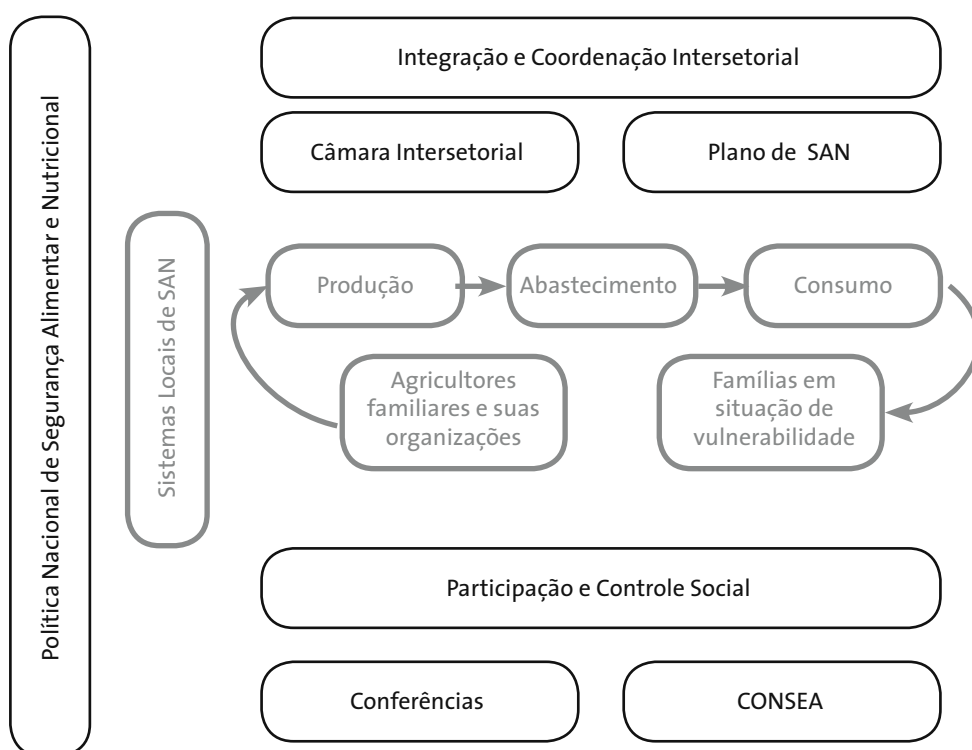 Política Nacional de Segurança Alimentar e Nutricional
Integração e Coordenação Intersetorial
Câmara Intersetorial
Plano de SAN
Sistemas Locais de SAN
Produção
Abastecimento
Consumo
Agricultores
familiares e suas
organizações
Famílias em
situação de
vulnerabilidade
Participação e Controle Social
Conferências
CONSEA